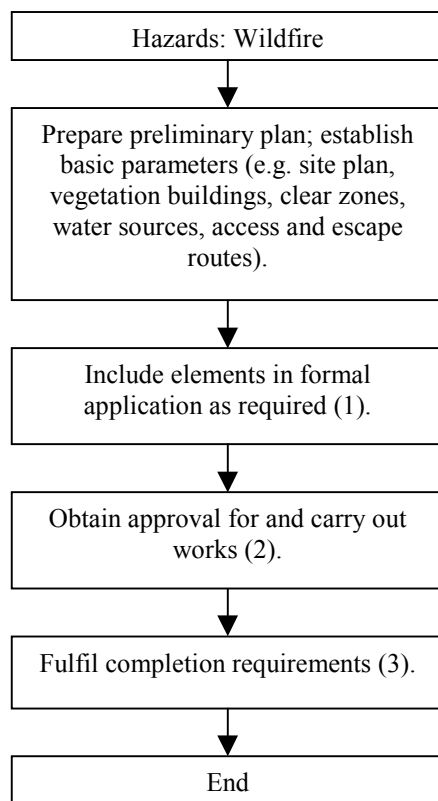 Hazards: Wildfire
Prepare preliminary plan; establish
basic parameters (e.g. site plan,
vegetation buildings, clear zones,
water sources, access and escape
routes).
Include elements in formal
application as required (1).
Obtain approval for and carry out
works (2).
Fulfil completion requirements (3).
End